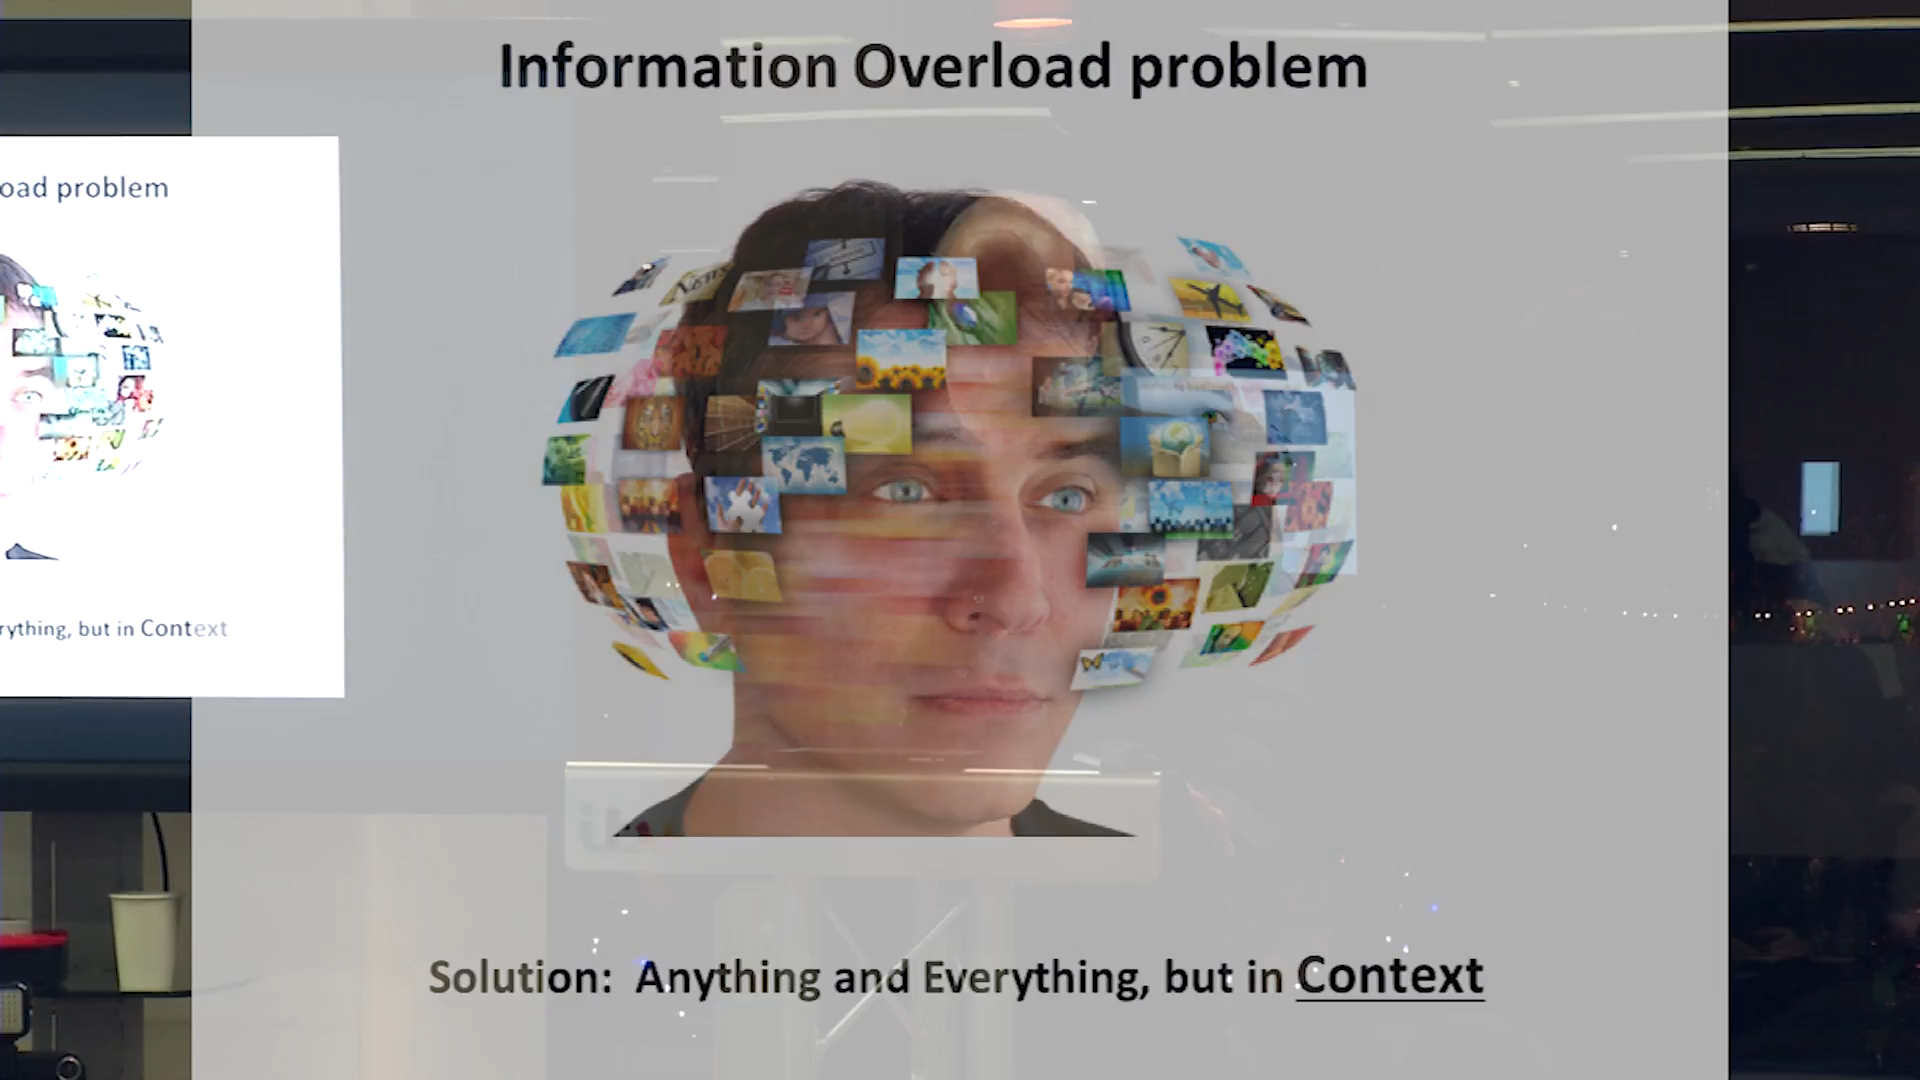 Information Overload problem
oad problem
rything, but in Context
Solution: Anything and Everything, but in Context